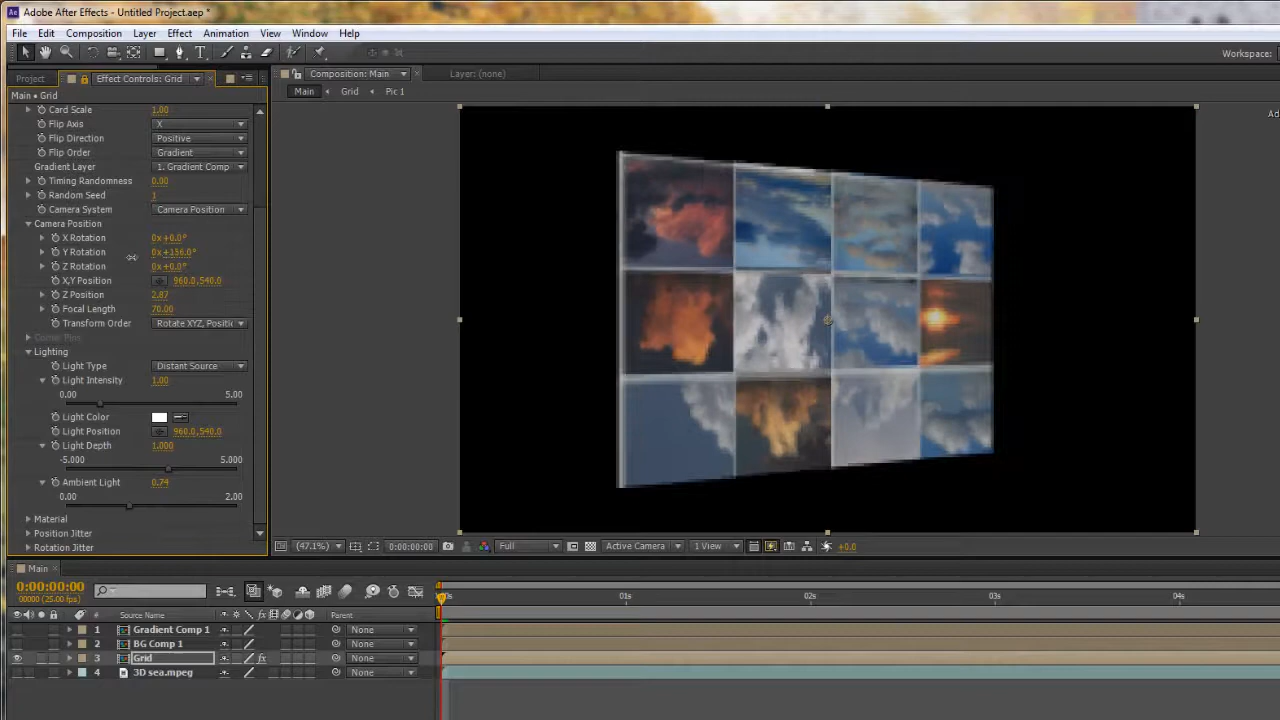 Adobe After Effects - Untitled Project.aep *
File Edit Composition Layer Effect Animation View Window Help
Workspace:
Project Effect Controls: Grid
Composition: Main Layer: (none)
Main • Grid
Main Grid Pic 1
Card Scale 1.00
Flip Axis X
Flip Direction Positive
Flip Order Gradient
Gradient Layer 1. Gradient Comp
Timing Randomness 0.00
Random Seed 1
Camera System Camera Position
Camera Position
X Rotation 0x+0.0°
Y Rotation 0x+156.0°
Z Rotation 0x+0.0°
X,Y Position 960.0,540.0
Z Position 2.87
Focal Length 70.00
Transform Order Rotate XYZ, Positic
Corner Pins
Lighting
Light Type Distant Source
Light Intensity 1.00
0.00 5.00
Light Color
Light Position 960.0,540.0
Light Depth 1.000
-5.000 5.000
Ambient Light 0.74
0.00 2.00
Material
Position Jitter
Rotation Jitter
Ad
(47.1%) 0:00:00:00 Full Active Camera 1 View +0.0
Main
0:00:00:00
00000 (25.00 fps)
01s 02s 03s 04s
# Source Name fx Parent
1 Gradient Comp 1 None
2 BG Comp 1 None
3 Grid fx None
4 3D sea.mpeg None